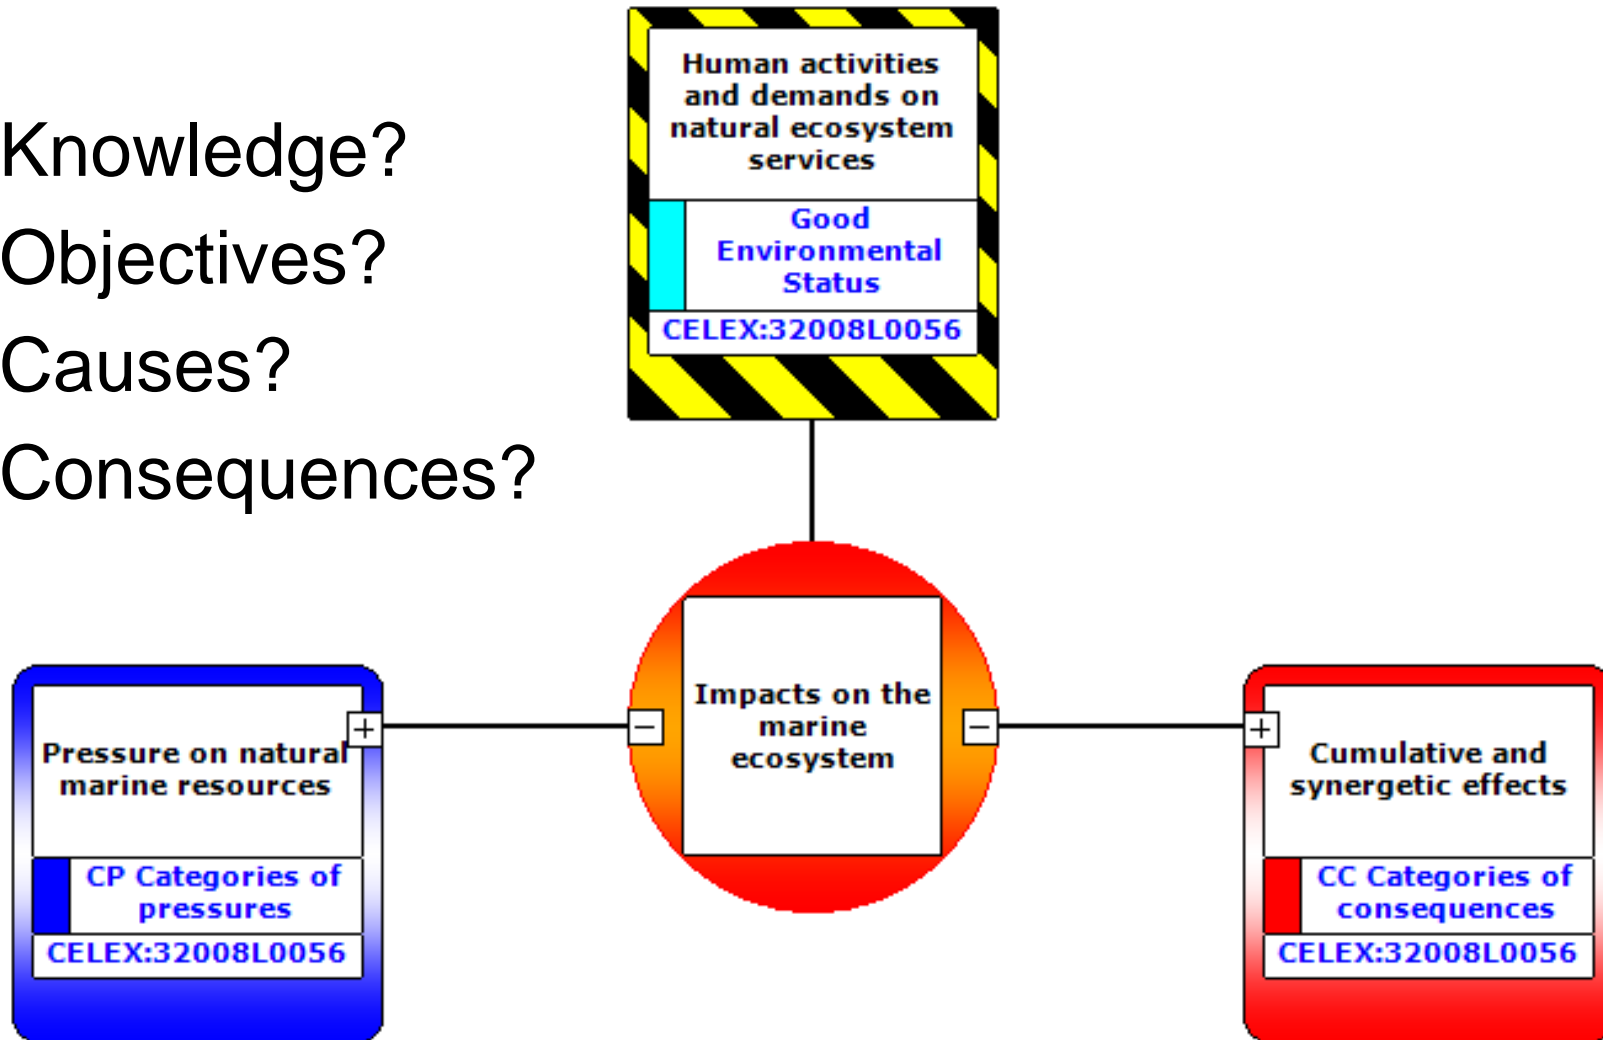 Knowledge?
Objectives?
Causes?
Consequences?
Human activities
and demands on
natural ecosystem
services
Good
Environmental
Status
CELEX:32008L0056
Impacts on the
marine
ecosystem
Pressure on natural
marine resources
CP Categories of
pressures
CELEX:32008L0056
Cumulative and
synergetic effects
CC Categories of
consequences
CELEX:32008L0056